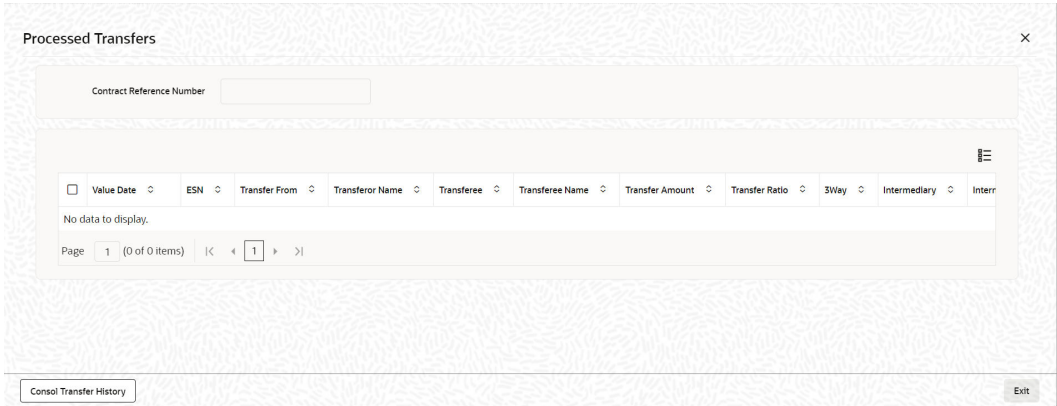 Processed Transfers
Contract Reference Number
Value Date ESN Transfer From Transferor Name Transferee Transferee Name Transfer Amount Transfer Ratio 3Way Intermediary Intern
No data to display.
Page 1 (0 of 0 items) 1
Consol Transfer History Exit